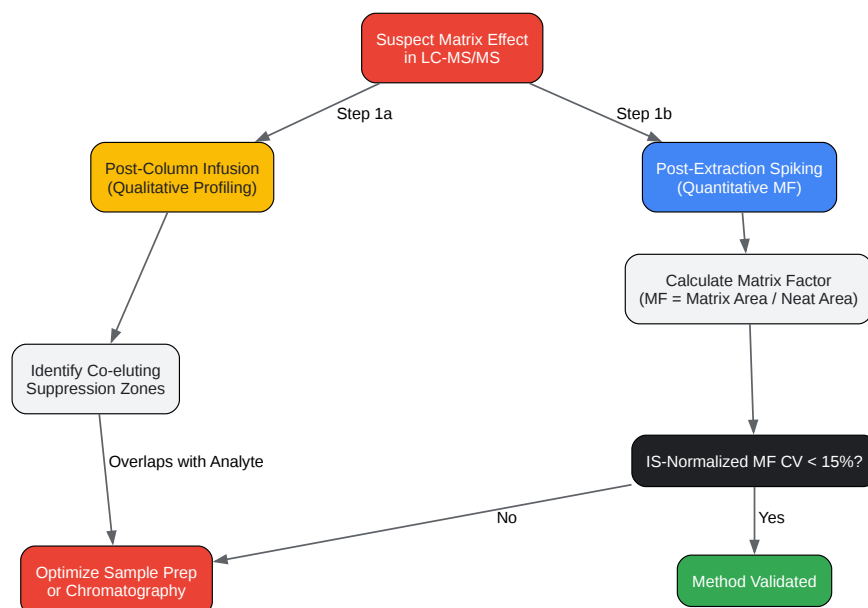 Suspect Matrix Effect
in LC-MS/MS
Step 1a
Step 1b
Post-Column Infusion
(Qualitative Profiling)
Post-Extraction Spiking
(Quantitative MF)
Calculate Matrix Factor
(MF = Matrix Area / Neat Area)
Identify Co-eluting
Suppression Zones
Overlaps with Analyte
IS-Normalized MF CV < 15%?
No
Yes
Optimize Sample Prep
or Chromatography
Method Validated